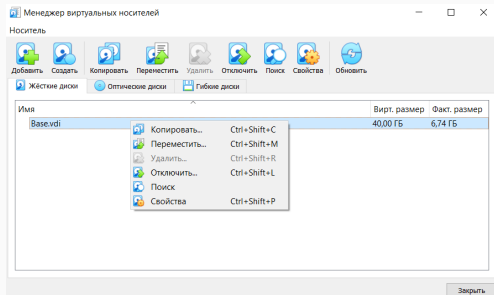 Менеджер виртуальных носителей
Носитель
Добавить Создать Копировать Переместить Удалить Отключить Поиск Свойства Обновить
Жёсткие диски Оптические диски Гибкие диски
Имя Вирт. размер Факт. размер
Base.vdi 40,00 ГБ 6,74 ГБ
Копировать... Ctrl+Shift+C
Переместить... Ctrl+Shift+M
Удалить... Ctrl+Shift+R
Отключить... Ctrl+Shift+L
Поиск
Свойства Ctrl+Shift+P
Закрыть